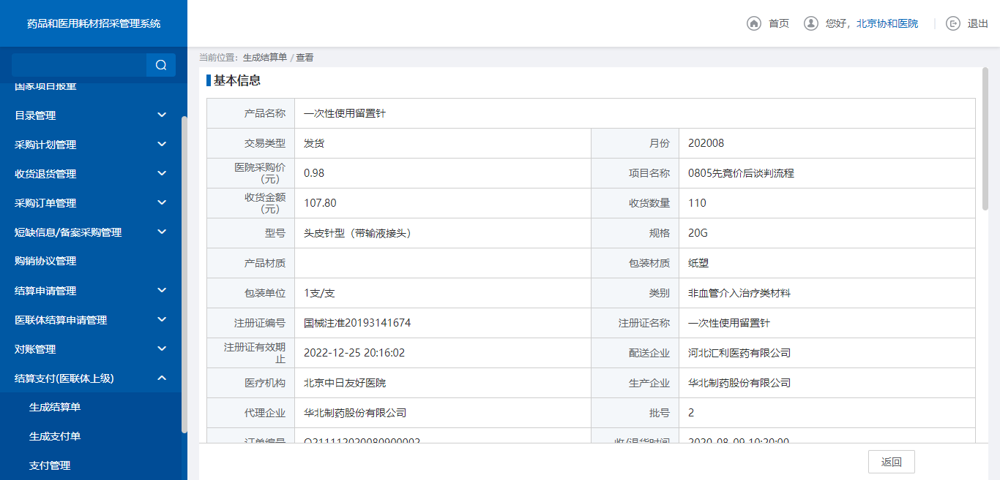 药品和医用耗材招采管理系统
首页
您好，北京协和医院
退出
当前位置：生成结算单 / 查看
国家项目报量
目录管理
采购计划管理
收货退货管理
采购订单管理
短缺信息/备案采购管理
购销协议管理
结算申请管理
医联体结算申请管理
对账管理
结算支付(医联体上级)
生成结算单
生成支付单
支付管理
基本信息
产品名称 一次性使用留置针
交易类型 发货 月份 202008
医院采购价
（元） 0.98 项目名称 0805先竞价后谈判流程
收货金额
（元） 107.80 收货数量 110
型号 头皮针型（带输液接头） 规格 20G
产品材质 包装材质 纸塑
包装单位 1支/支 类别 非血管介入治疗类材料
注册证编号 国械注准20193141674 注册证名称 一次性使用留置针
注册证有效期
止 2022-12-25 20:16:02 配送企业 河北汇利医药有限公司
医疗机构 北京中日友好医院 生产企业 华北制药股份有限公司
代理企业 华北制药股份有限公司 批号 2
订单编号 收/退货时间 2020-08-09 10:20:00
返回